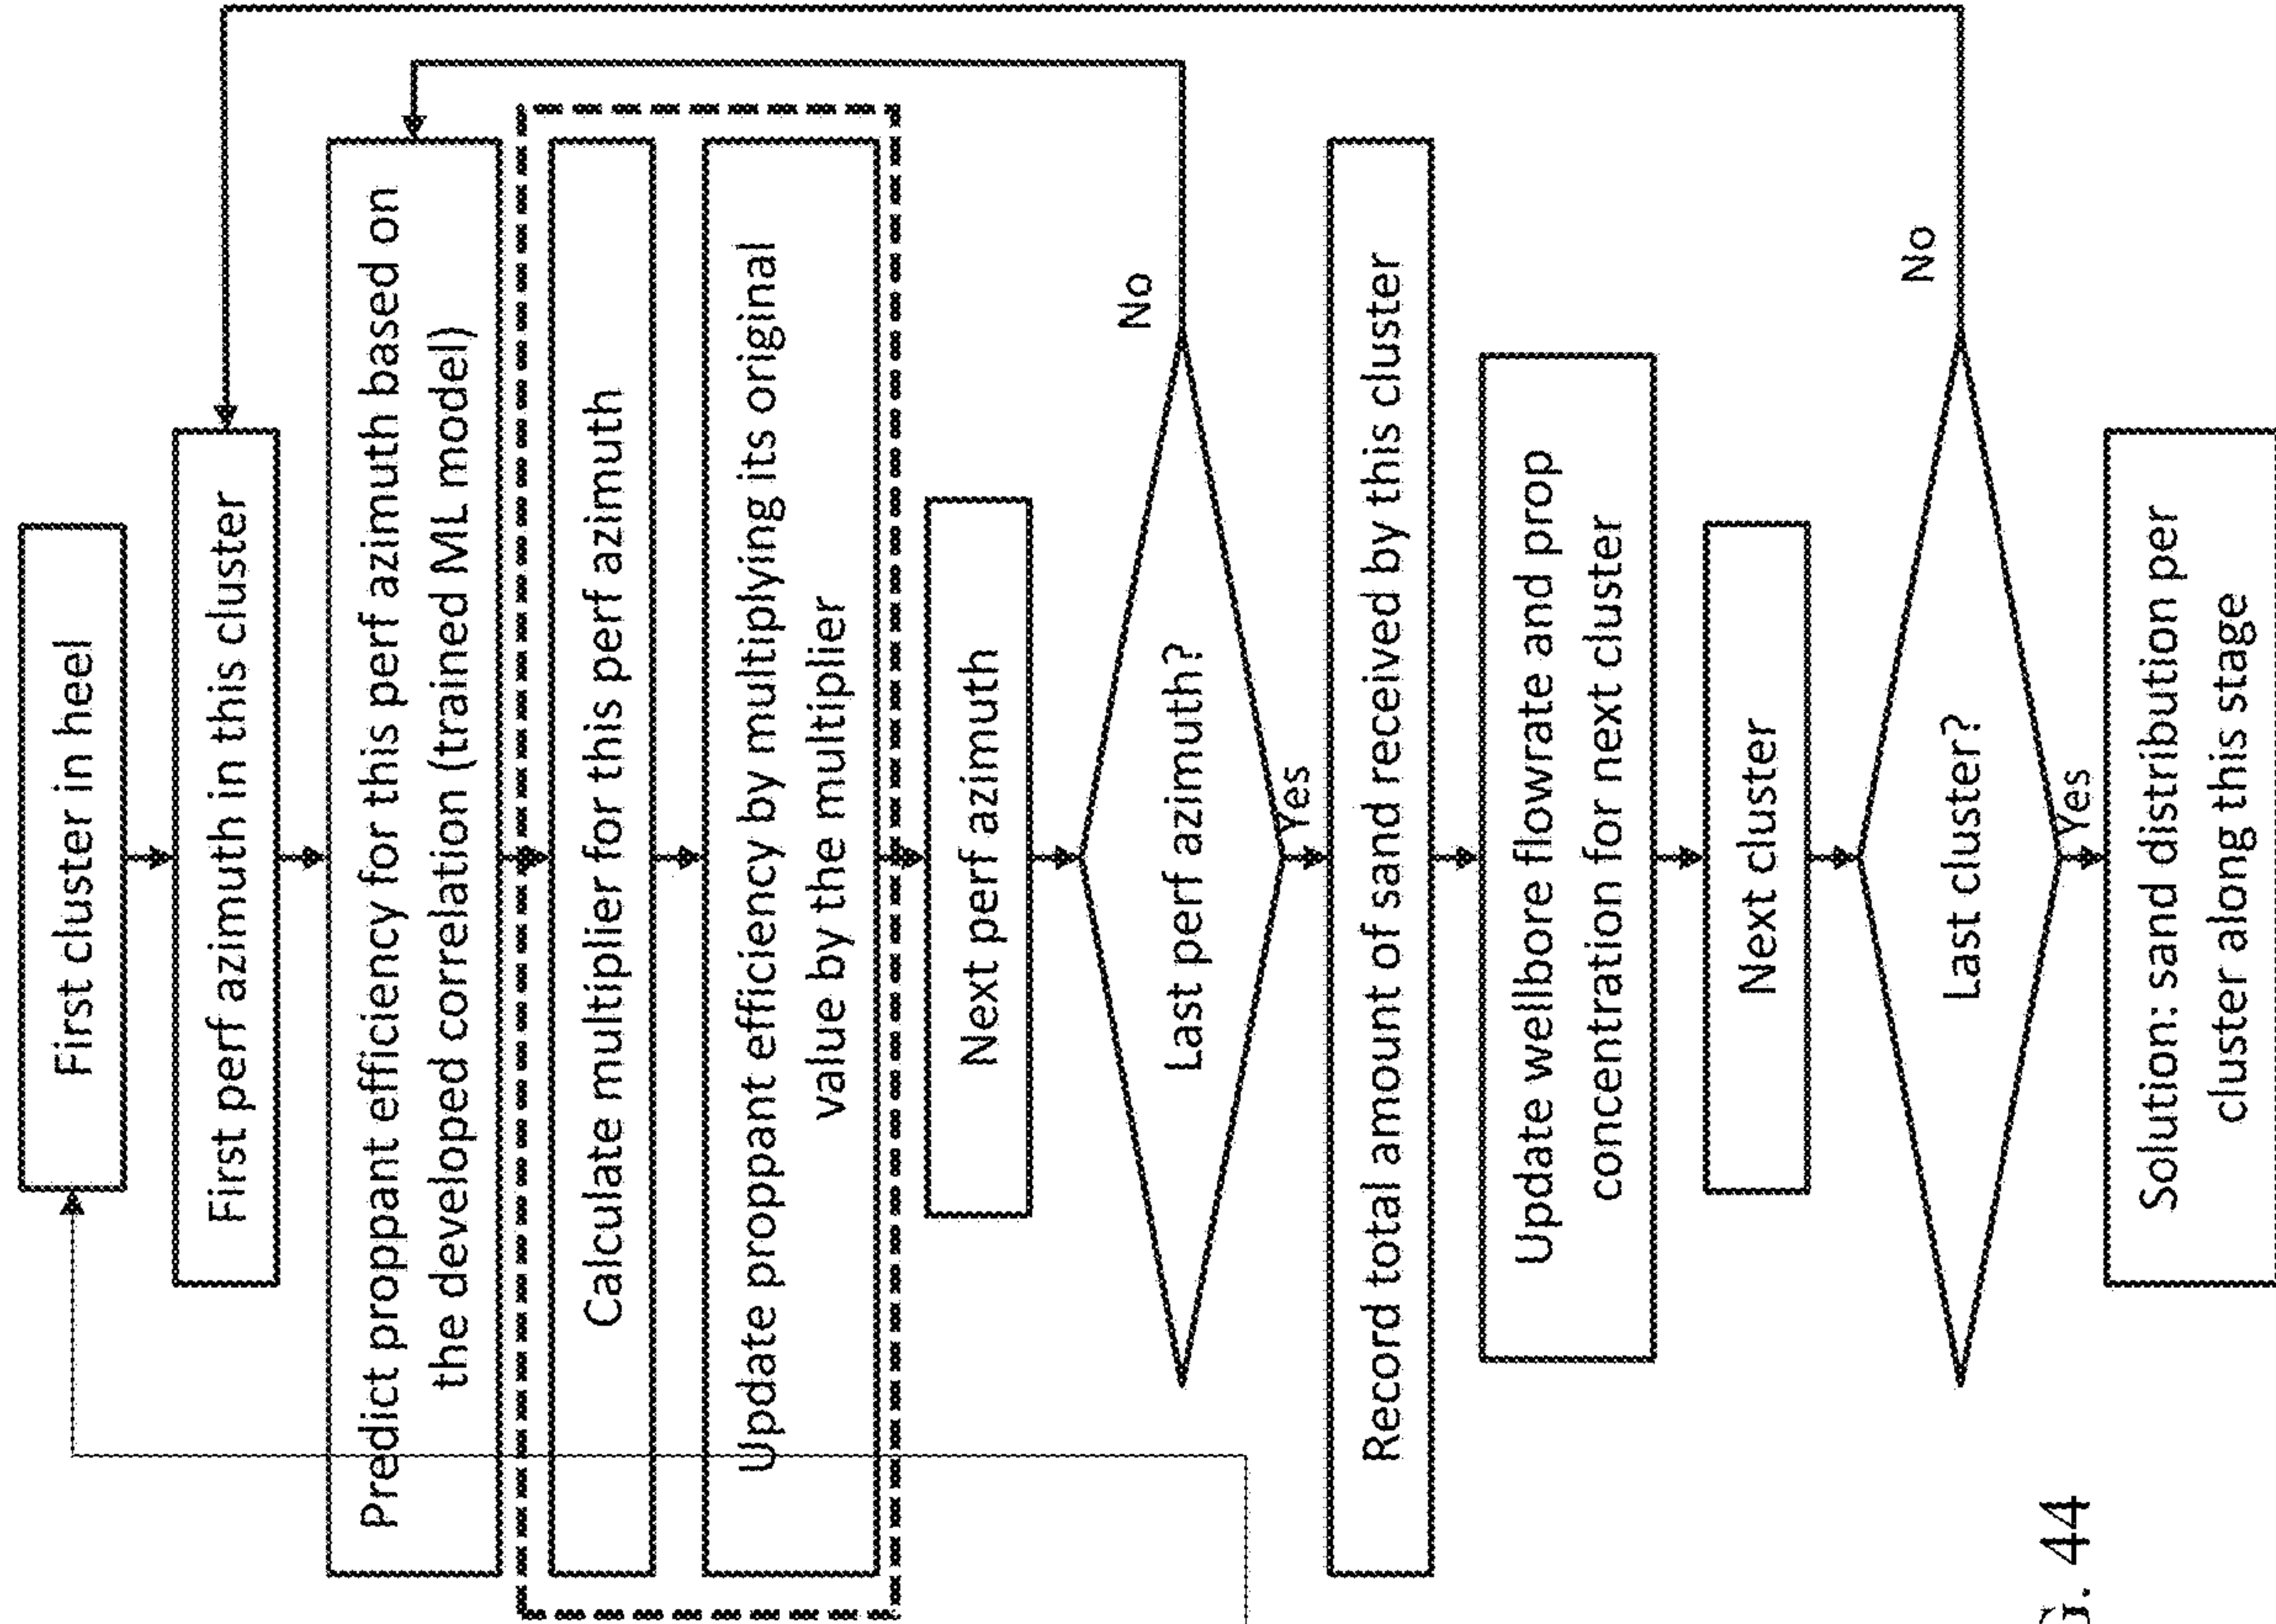 First cluster in heel
First perf azimuth in this cluster
Predict proppant efficiency for this perf azimuth based on
the developed correlation (trained ML model)
Calculate multiplier for this perf azimuth
Update proppant efficiency by multiplying its original
value by the multiplier
Next perf azimuth
Last perf azimuth?
No
Yes
Record total amount of sand received by this cluster
Update wellbore flowrate and prop
concentration for next cluster
Next cluster
Last cluster?
No
Yes
Solution: sand distribution per
cluster along this stage
44